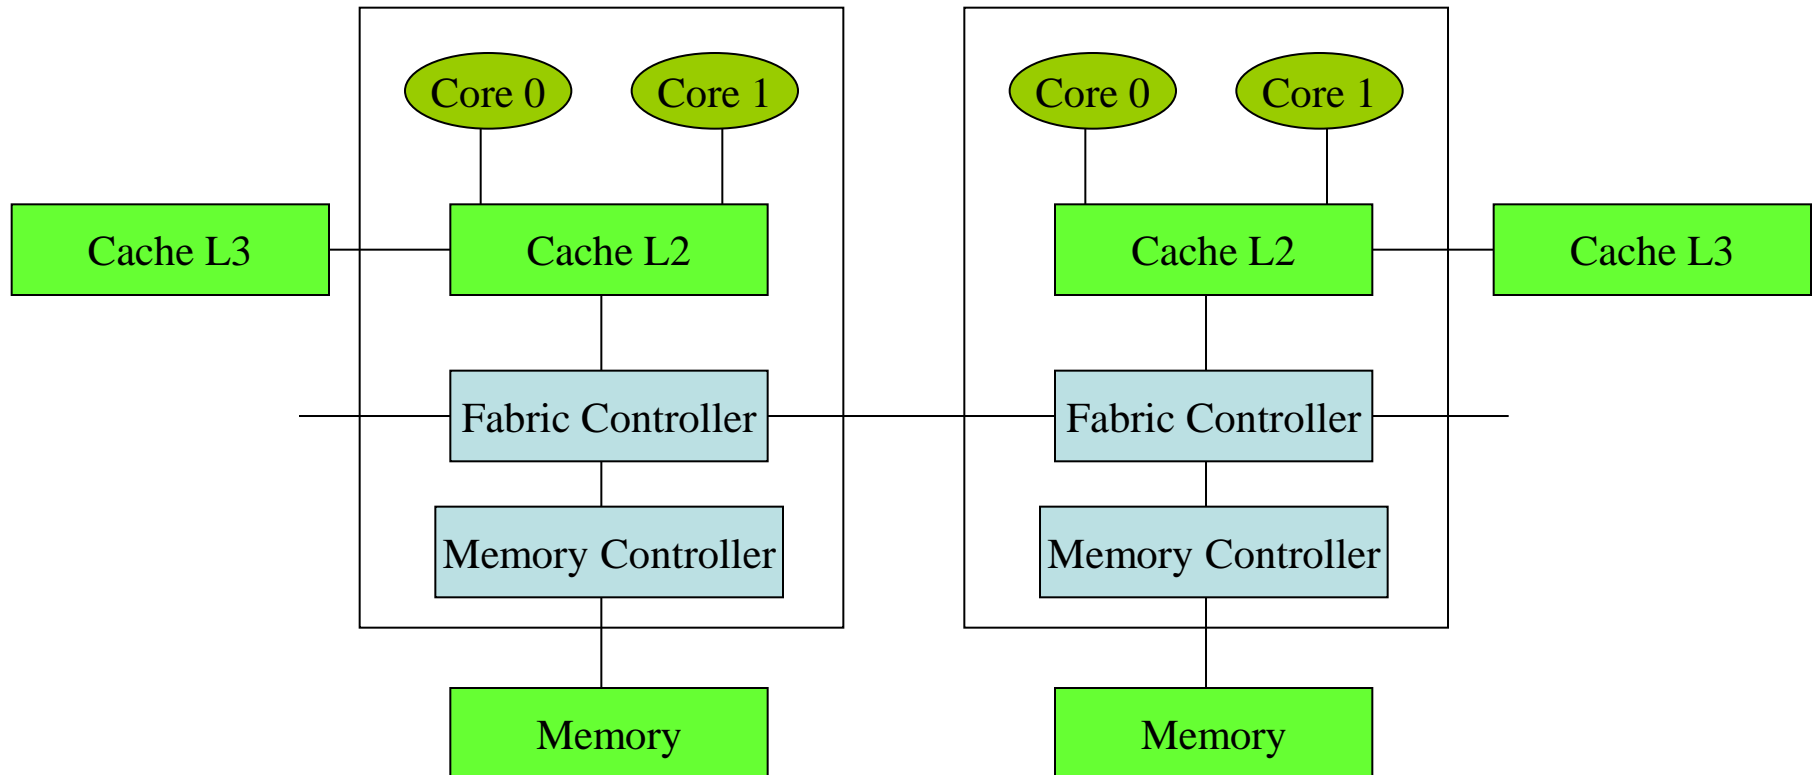 Core 0
Core 1
Core 0
Core 1
Cache L3
Cache L2
Cache L2
Cache L3
Fabric Controller
Fabric Controller
Memory Controller
Memory Controller
Memory
Memory